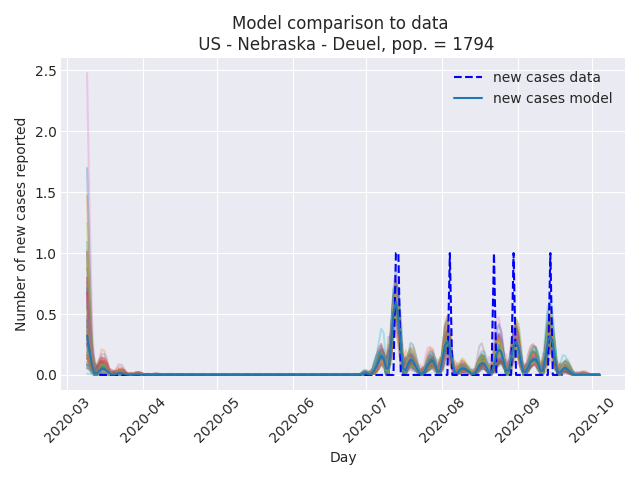 Model comparison to data
US - Nebraska - Deuel, pop. = 1794
new cases data
new cases model
Number of new cases reported
2.5
2.0
1.5
1.0
0.5
0.0
2020-03
2020-04
2020-05
2020-06
2020-07
2020-08
2020-09
2020-10
Day